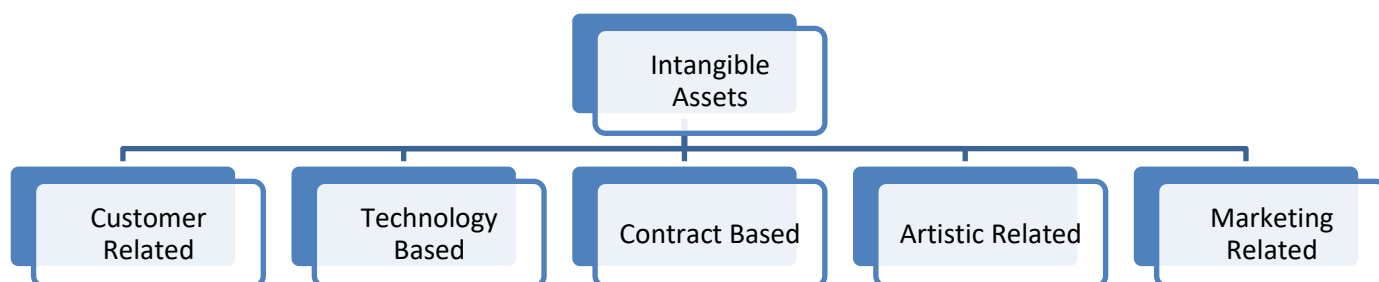 Intangible
Assets
Customer
Related
Technology
Based
Contract Based
Artistic Related
Marketing
Related